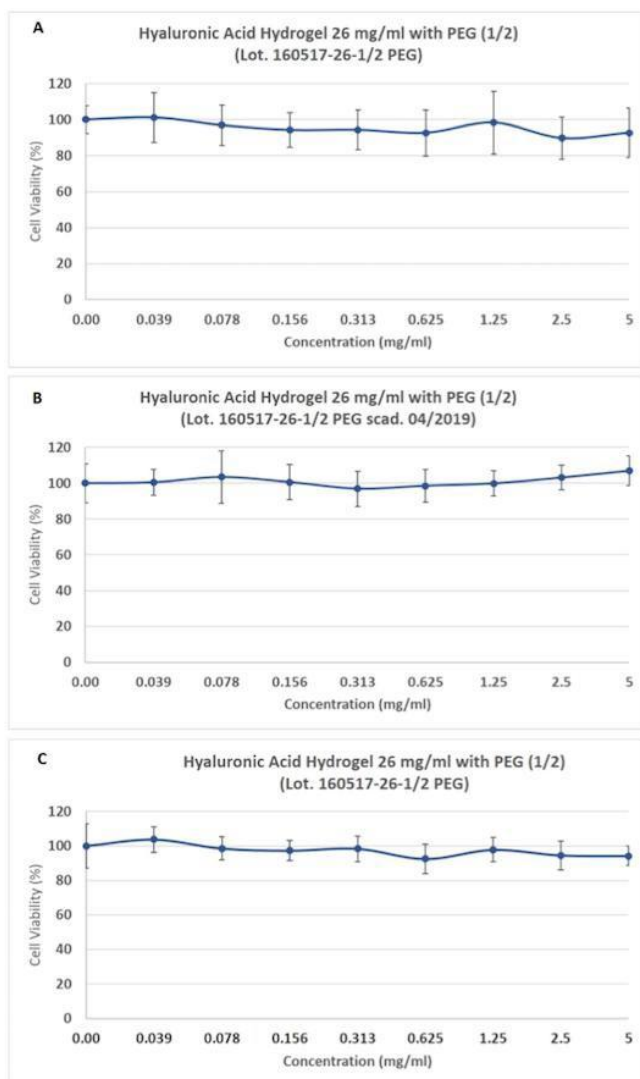 A
Hyaluronic Acid Hydrogel 26 mg/ml with PEG (1/2)
(Lot. 160517-26-1/2 PEG)
Cell Viability (%)
120
100
80
60
40
20
0
0.00 0.039 0.078 0.156 0.313 0.625 1.25 2.5 5
Concentration (mg/ml)
B
Hyaluronic Acid Hydrogel 26 mg/ml with PEG (1/2)
(Lot. 160517-26-1/2 PEG scad. 04/2019)
Cell Viability (%)
120
100
80
60
40
20
0
0.00 0.039 0.078 0.156 0.313 0.625 1.25 2.5 5
Concentration (mg/ml)
C
Hyaluronic Acid Hydrogel 26 mg/ml with PEG (1/2)
(Lot. 160517-26-1/2 PEG)
Cell Viability (%)
120
100
80
60
40
20
0
0.00 0.039 0.078 0.156 0.313 0.625 1.25 2.5 5
Concentration (mg/ml)